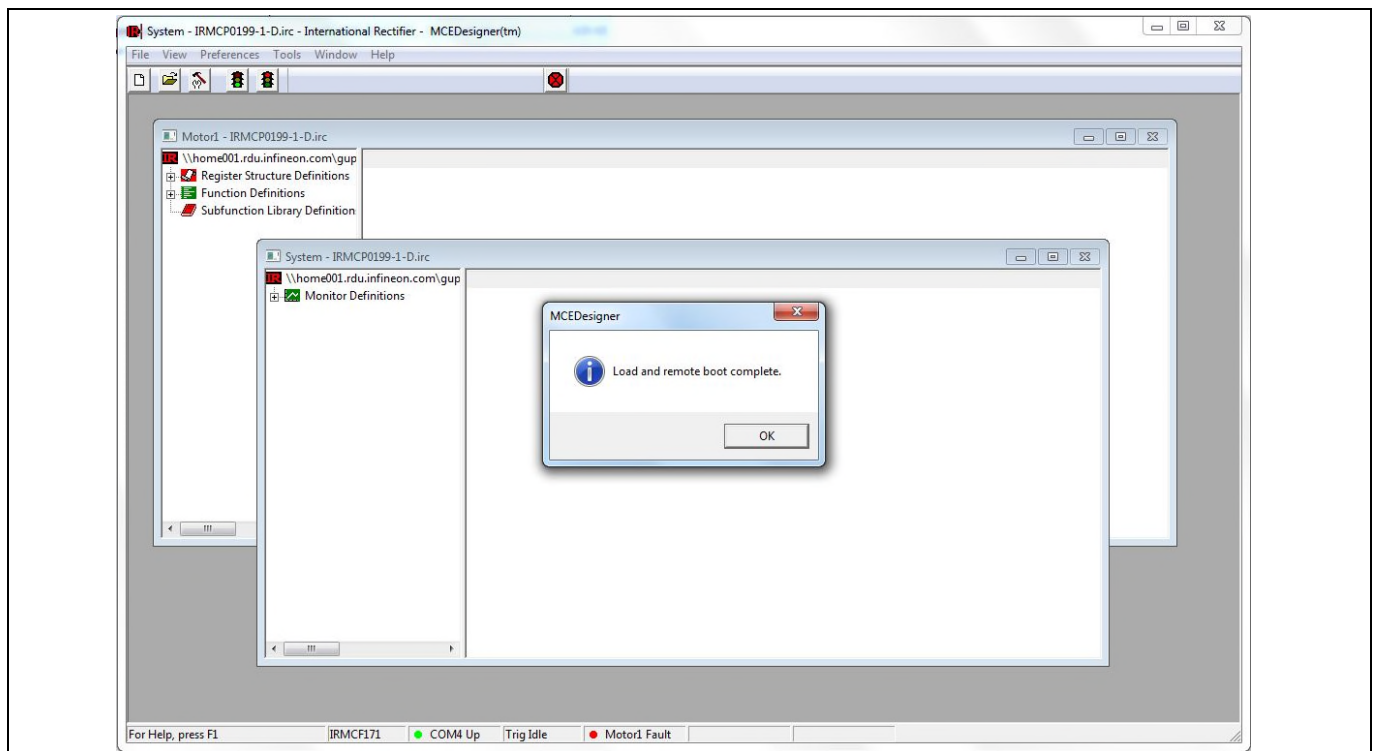 System - IRMCP0199-1-D.irc - International Rectifier - MCEDesigner(tm)
File View Preferences Tools Window Help
Motor1 - IRMCP0199-1-D.irc
IR \\home001.rdu.infineon.com\gup
Register Structure Definitions
Function Definitions
Subfunction Library Definition
System - IRMCP0199-1-D.irc
IR \\home001.rdu.infineon.com\gup
Monitor Definitions
MCEDesigner
Load and remote boot complete.
OK
For Help, press F1 IRMCF171 COM4 Up Trig Idle Motor1 Fault